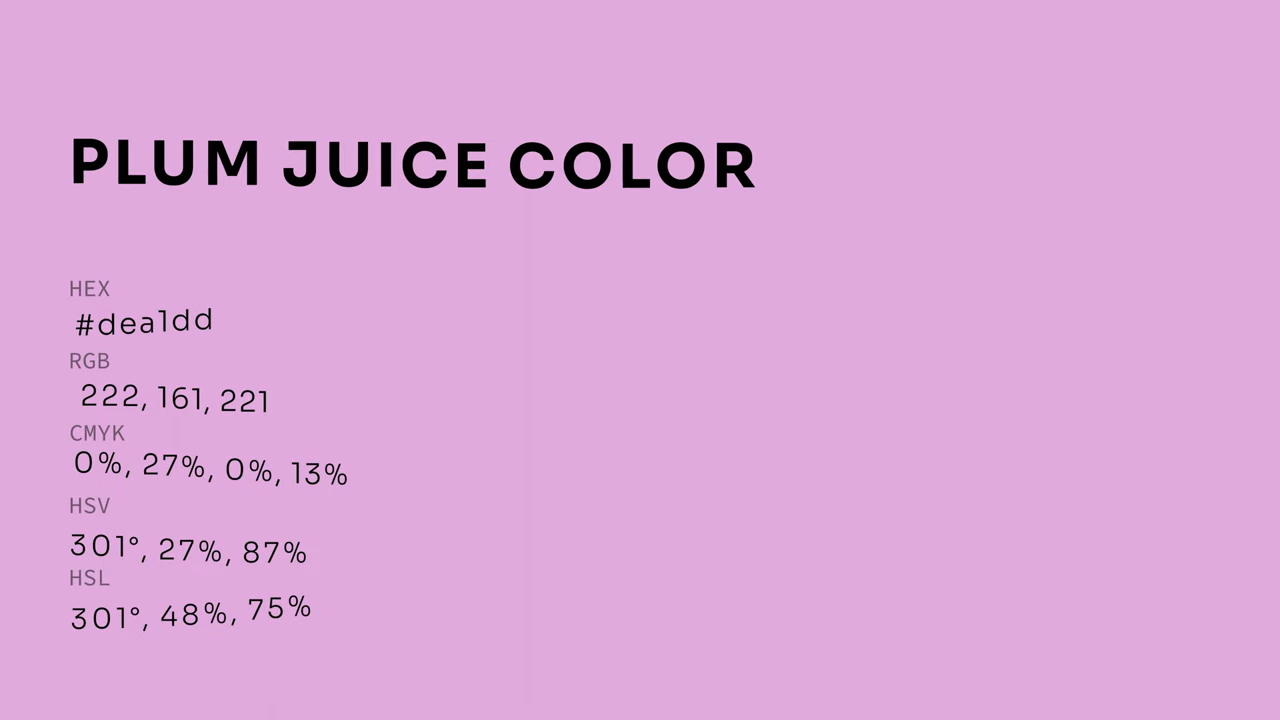 PLUM JUICE COLOR
HEX
#dea1dd
RGB
222, 161, 221
CMYK
0%, 27%, 0%, 13%
HSV
301°, 27%, 87%
HSL
301°, 48%, 75%